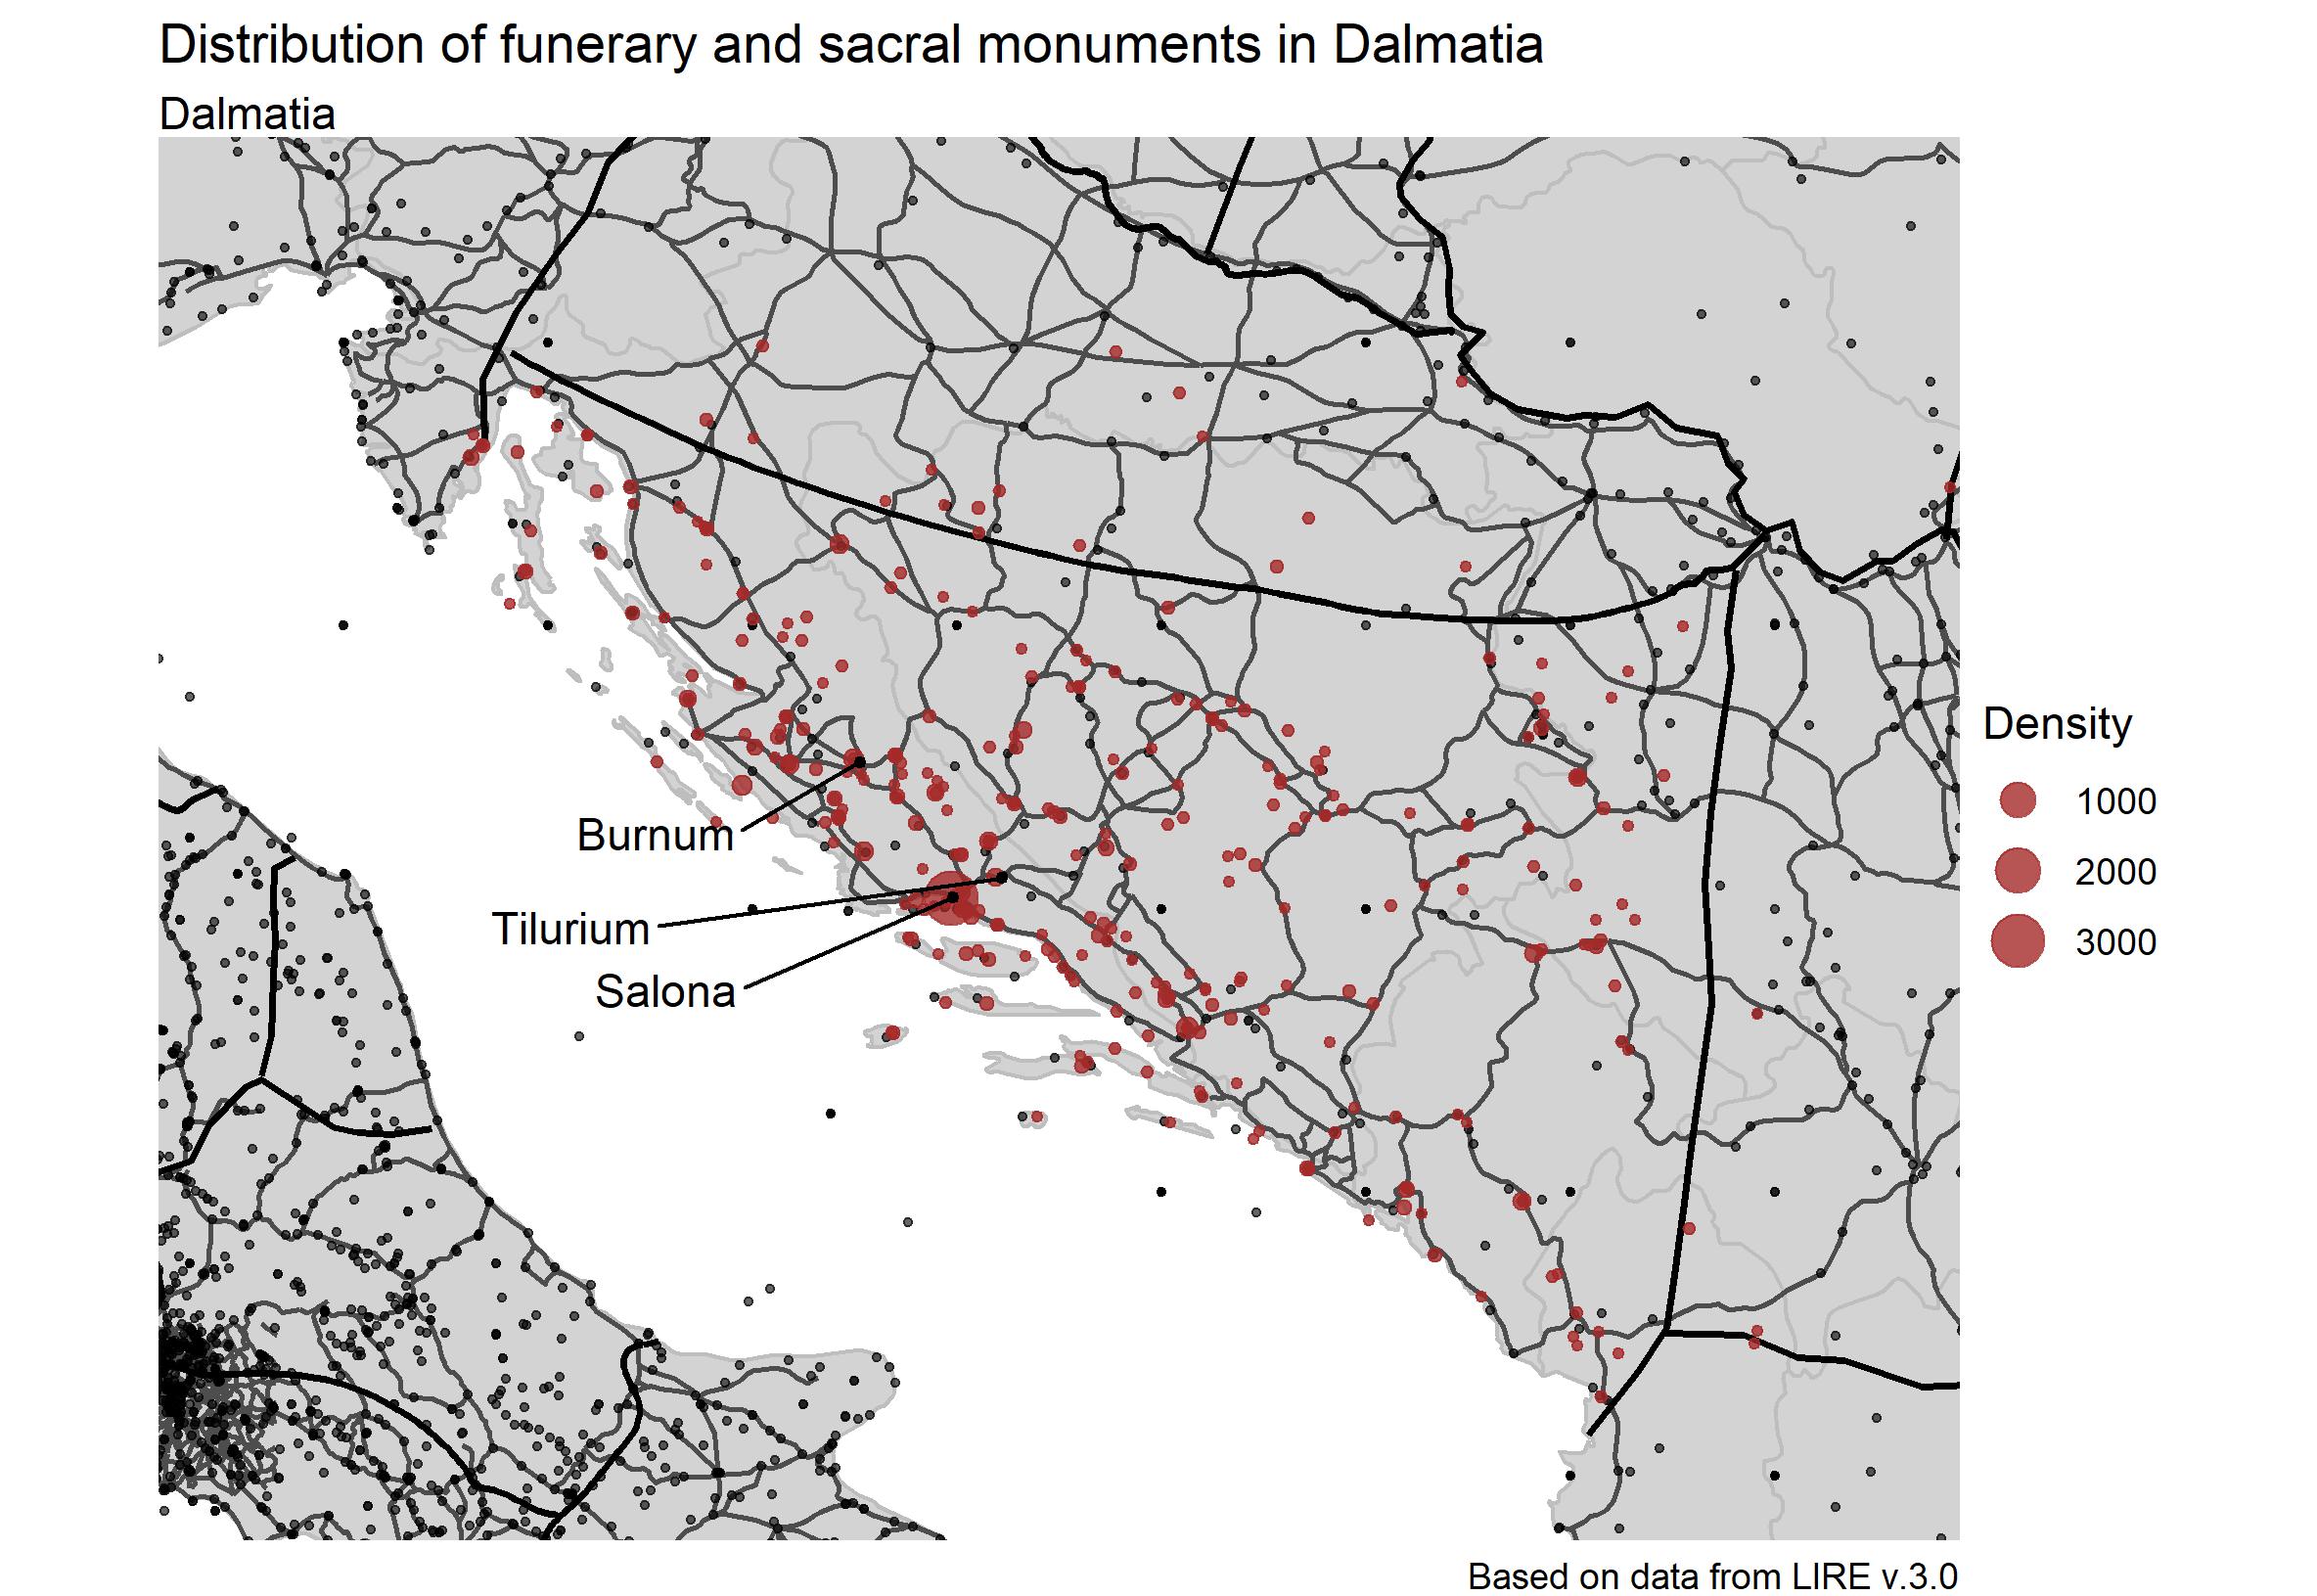 Distribution of funerary and sacral monuments in Dalmatia
Dalmatia
Burnum
Tilurium
Salona
Density
1000
2000
3000
Based on data from LIRE v.3.0